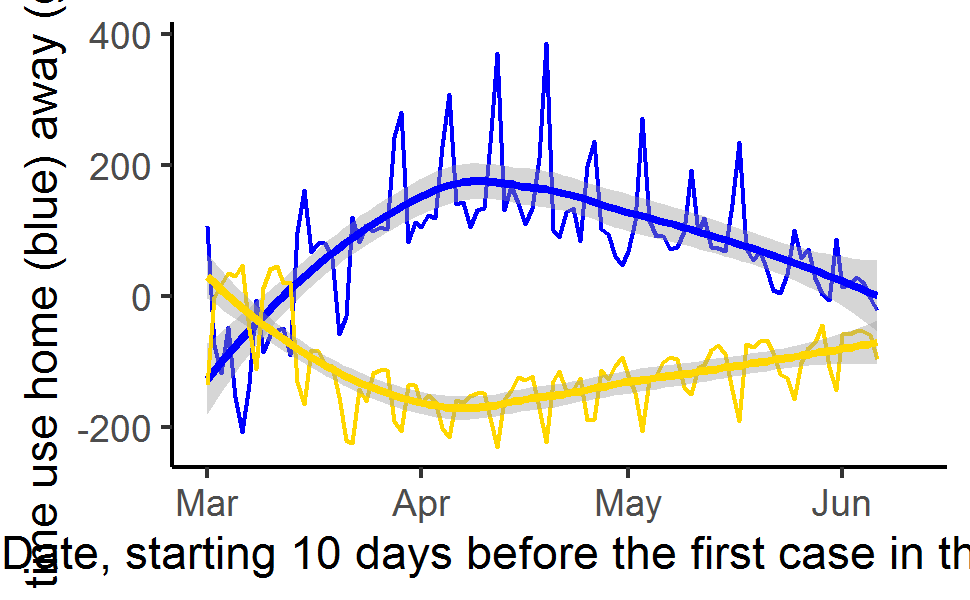 time use home (blue) away (
400
200
0
-200
Mar Apr May Jun
Date, starting 10 days before the first case in th